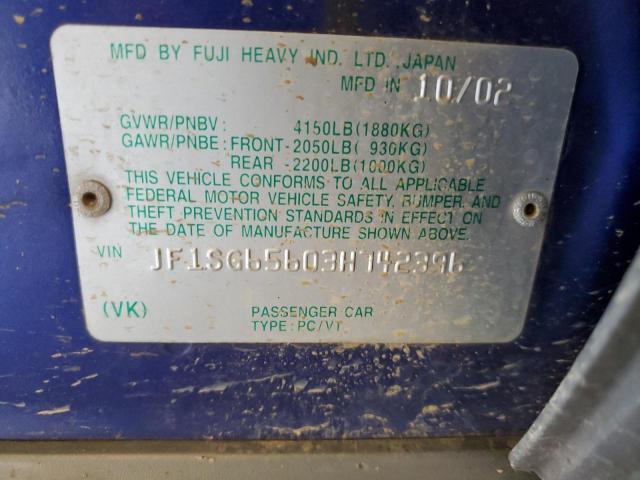 MFD BY FUJI HEAVY IND. LTD. JAPAN
MFD IN 10/02
GVWR/PNBV: 4150LB(1880KG)
GAWR/PNBE: FRONT-2050LB( 930KG)
REAR -2200LB(1000KG)
THIS VEHICLE CONFORMS TO ALL APPLICABLE
FEDERAL MOTOR VEHICLE SAFETY, BUMPER, AND
THEFT PREVENTION STANDARDS IN EFFECT ON
THE DATE OF MANUFACTURE SHOWN ABOVE.
VIN JF1SG65603H742396
(VK) PASSENGER CAR
TYPE: PC/VT